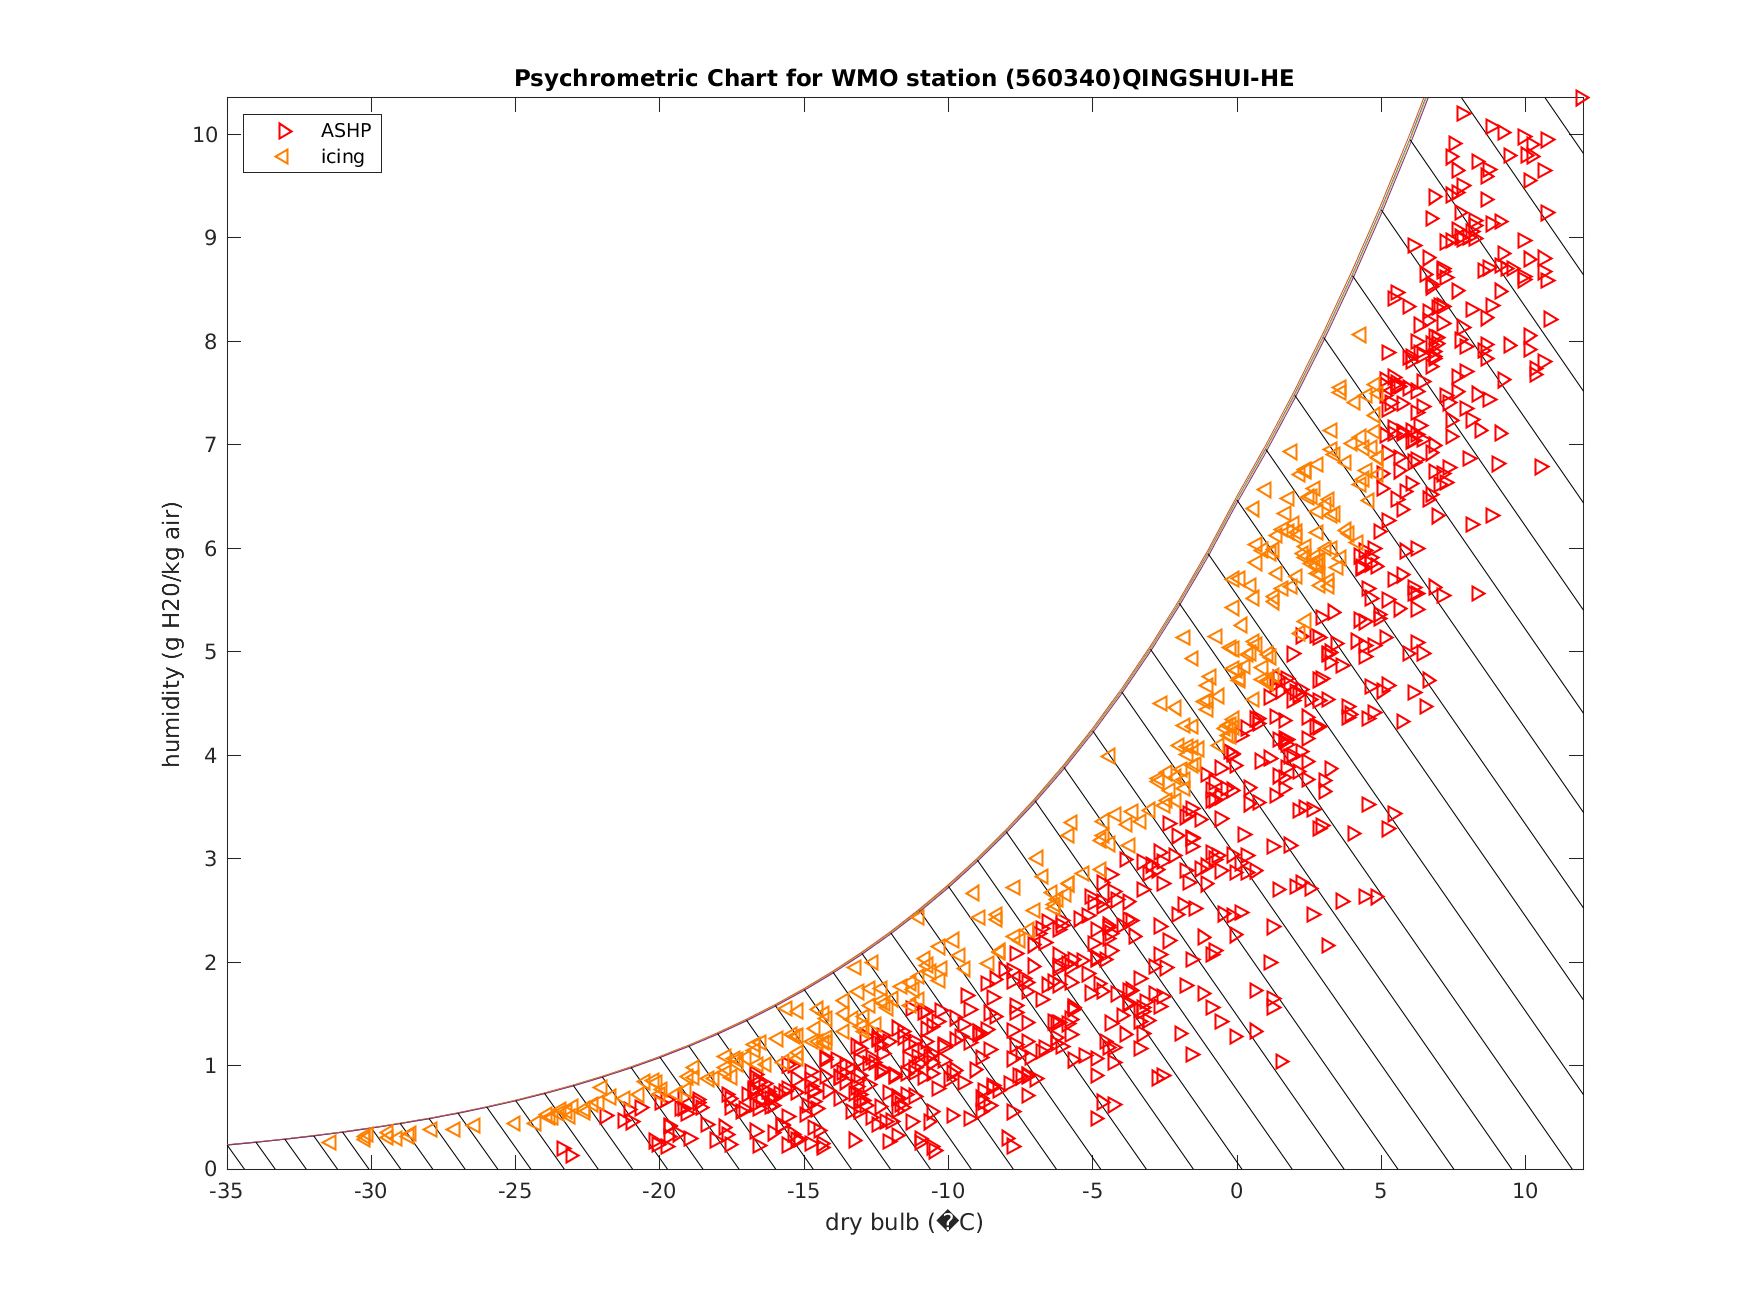 Psychrometric Chart for WMO station (560340)QINGSHUI-HE
ASHP
icing
10
9
8
7
6
5
4
3
2
1
0
humidity (g H20/kg air)
-35 -30 -25 -20 -15 -10 -5 0 5 10
dry bulb (�C)